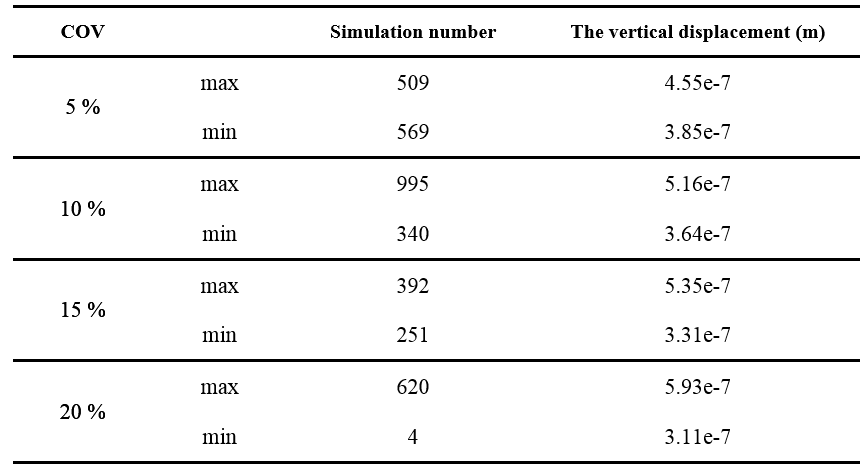 COV Simulation number The vertical displacement (m)
5 %
max 509 4.55e-7
min 569 3.85e-7
10 %
max 995 5.16e-7
min 340 3.64e-7
15 %
max 392 5.35e-7
min 251 3.31e-7
20 %
max 620 5.93e-7
min 4 3.11e-7